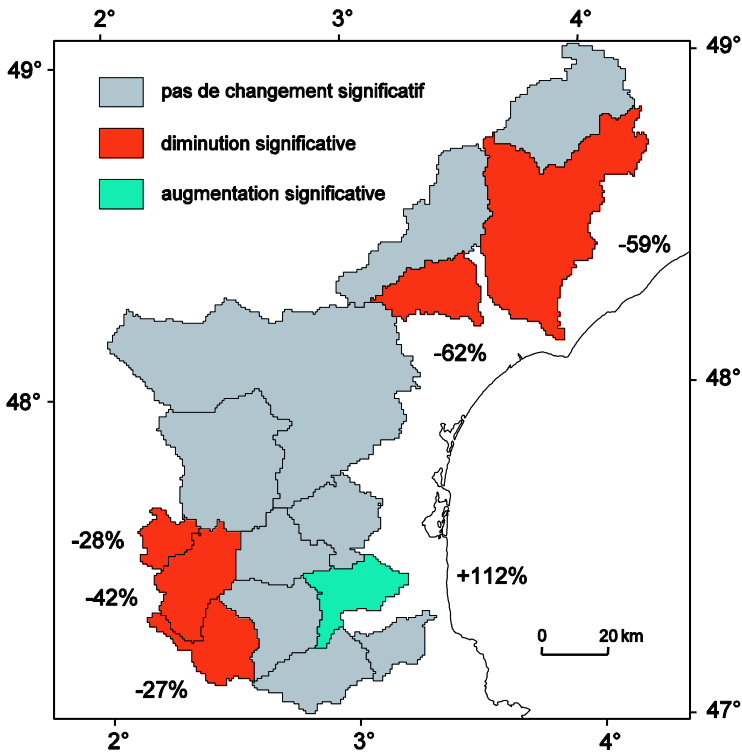 2° 3° 4°
49° 49°
pas de changement significatif
diminution significative
augmentation significative
-59%
-62%
48° 48°
-28%
-42%
+112%
0 20 km
-27%
47°
2° 3° 4°